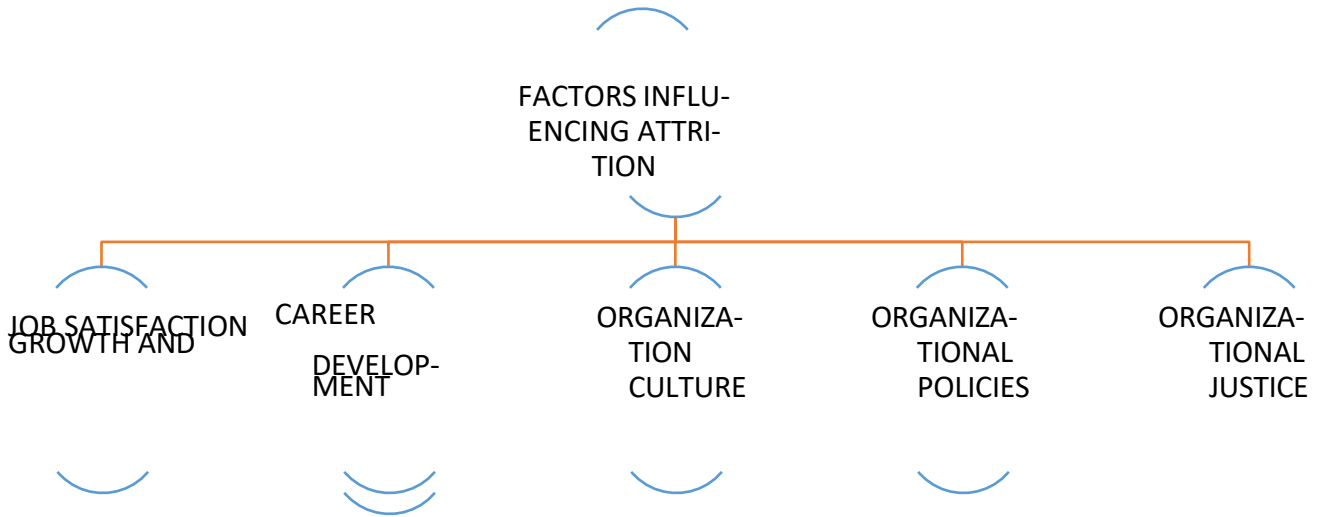 FACTORS INFLU-
ENCING ATTRI-
TION
JOB SATISFACTION
GROWTH AND
CAREER
DEVELOP-
MENT
ORGANIZA-
TION
CULTURE
ORGANIZA-
TIONAL
POLICIES
ORGANIZA-
TIONAL
JUSTICE